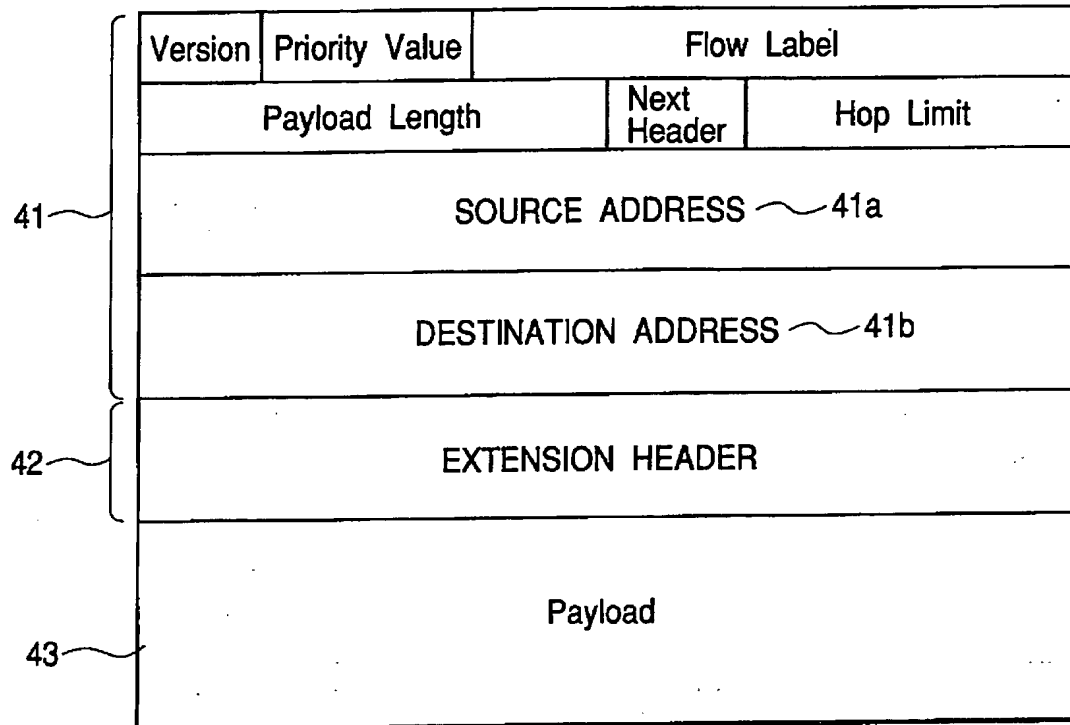 Version Priority Value Flow Label
Payload Length Next Header Hop Limit
41
SOURCE ADDRESS 41a
DESTINATION ADDRESS 41b
42
EXTENSION HEADER
Payload
43